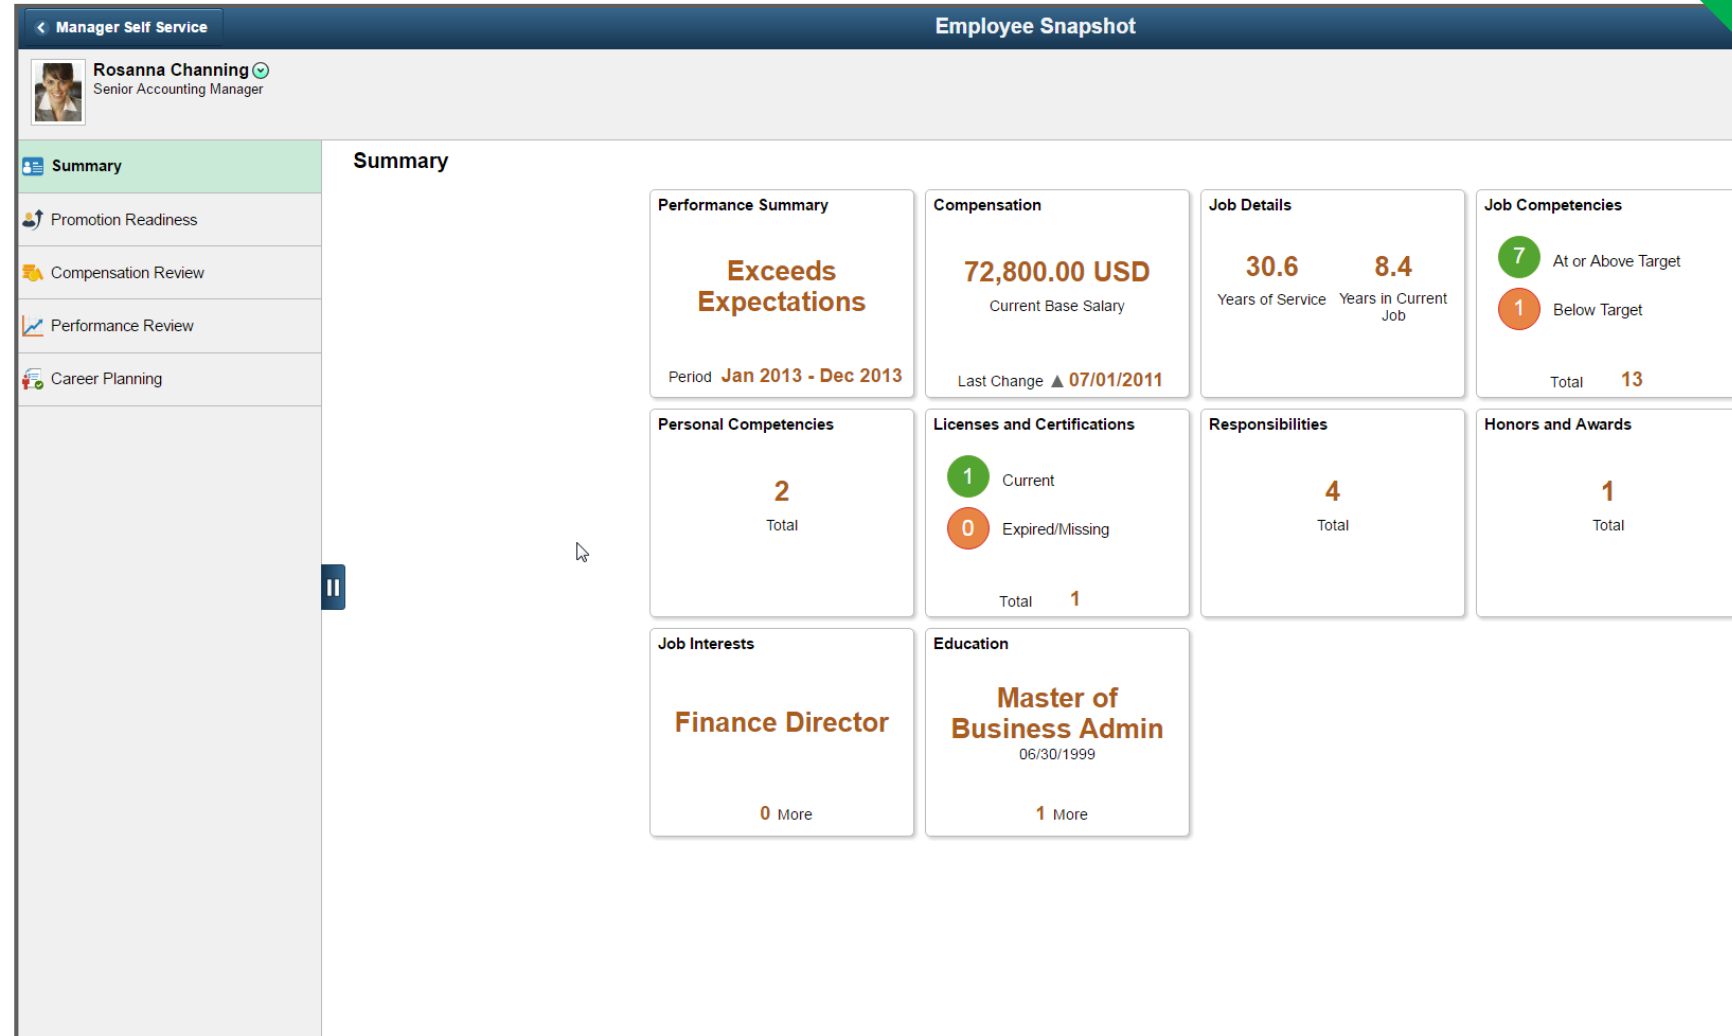 Manager Self Service
Employee Snapshot
Rosanna Channing
Senior Accounting Manager
Summary
Promotion Readiness
Compensation Review
Performance Review
Career Planning
Summary
Performance Summary
Exceeds
Expectations
Period Jan 2013 - Dec 2013
Compensation
72,800.00 USD
Current Base Salary
Last Change 07/01/2011
Job Details
30.6 8.4
Years of Service Years in Current
Job
Job Competencies
7 At or Above Target
1 Below Target
Total 13
Personal Competencies
2
Total
Licenses and Certifications
1 Current
0 Expired/Missing
Total 1
Responsibilities
4
Total
Honors and Awards
1
Total
Job Interests
Finance Director
0 More
Education
Master of
Business Admin
06/30/1999
1 More